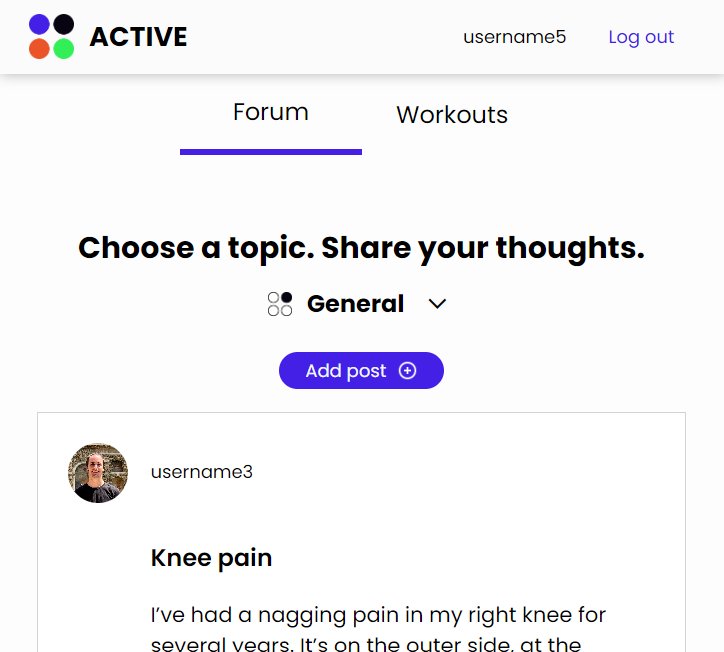 ACTIVE
username5
Log out
Forum
Workouts
Choose a topic. Share your thoughts.
General
Add post
username3
Knee pain
I’ve had a nagging pain in my right knee for
several years. It’s on the outer side, at the